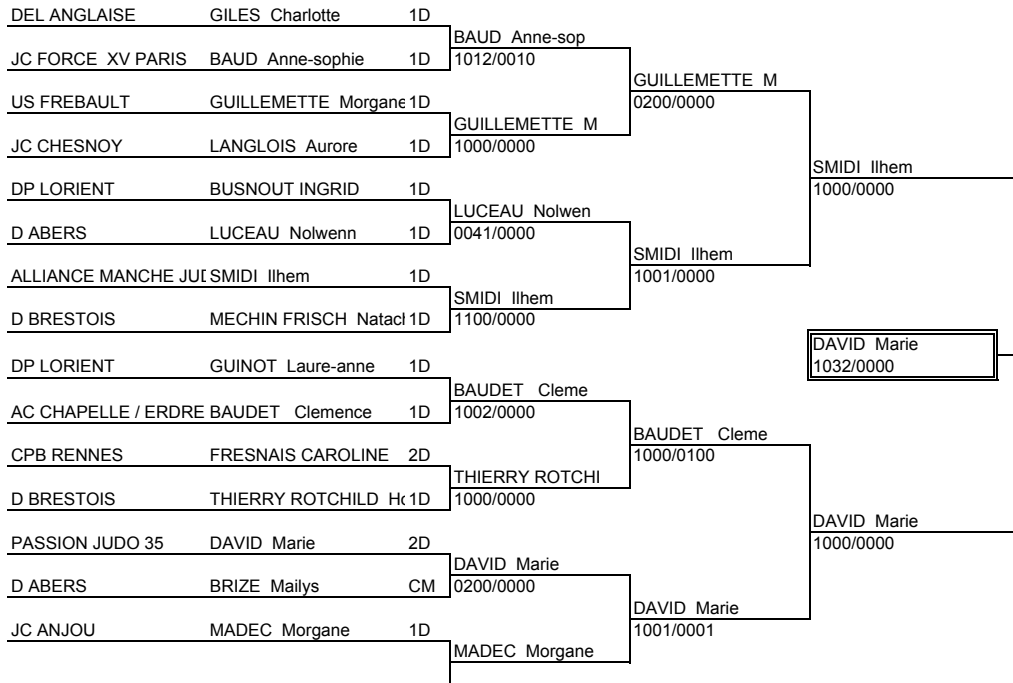 DEL ANGLAISE GILES Charlotte 1D
BAUD Anne-sop
JC FORCE XV PARIS BAUD Anne-sophie 1D 1012/0010
GUILLEMETTE M
US FREBAULT GUILLEMETTE Morgane 1D 0200/0000
GUILLEMETTE M
JC CHESNOY LANGLOIS Aurore 1D 1000/0000
SMIDI Ilhem
DP LORIENT BUSNOUT INGRID 1D 1000/0000
LUCEAU Nolwen
D ABERS LUCEAU Nolwenn 1D 0041/0000
SMIDI Ilhem
ALLIANCE MANCHE JUD SMIDI Ilhem 1D 1001/0000
SMIDI Ilhem
D BRESTOIS MECHIN FRISCH Natach 1D 1100/0000
DAVID Marie
DP LORIENT GUINOT Laure-anne 1D 1032/0000
BAUDET Cleme
AC CHAPELLE / ERDRE BAUDET Clemence 1D 1002/0000
BAUDET Cleme
CPB RENNES FRESNAIS CAROLINE 2D 1000/0100
THIERRY ROTCHI
D BRESTOIS THIERRY ROTCHILD Ho 1D 1000/0000
DAVID Marie
PASSION JUDO 35 DAVID Marie 2D 1000/0000
DAVID Marie
D ABERS BRIZE Mailys CM 0200/0000
DAVID Marie
JC ANJOU MADEC Morgane 1D 1001/0001
MADEC Morgane